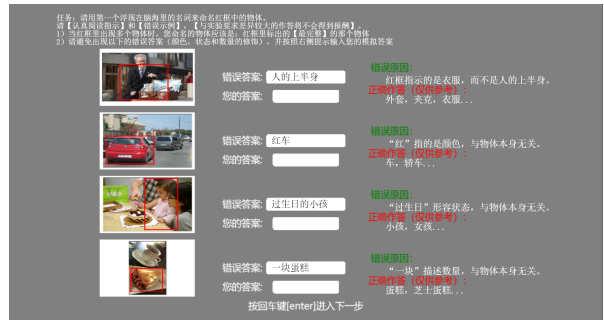 任务：请用第一个浮现在脑海里的名词来命名红框中的物体。
请【认真阅读指示】和【错误示例】，【与实验要求差异较大的作答将不会得到报酬】。
1）当红框里出现多个物体时，您命名的物体应该是：红框里标出的【最完整】的那个物体
2）请避免出现以下的错误答案（颜色，状态和数量的修饰），并按照右侧提示输入您的模拟答案
错误答案: 人的上半身
您的答案:
错误原因:
红框指示的是衣服，而不是人的上半身。
正确作答（仅供参考）:
外套，夹克，衣服...
错误答案: 红车
您的答案:
错误原因:
“红”指的是颜色，与物体本身无关。
正确作答（仅供参考）:
车，轿车...
错误答案: 过生日的小孩
您的答案:
错误原因:
“过生日”形容状态，与物体本身无关。
正确作答（仅供参考）:
小孩，女孩...
错误答案: 一块蛋糕
您的答案:
错误原因:
“一块”描述数量，与物体本身无关。
正确作答（仅供参考）:
蛋糕，芝士蛋糕...
按回车键[enter]进入下一步